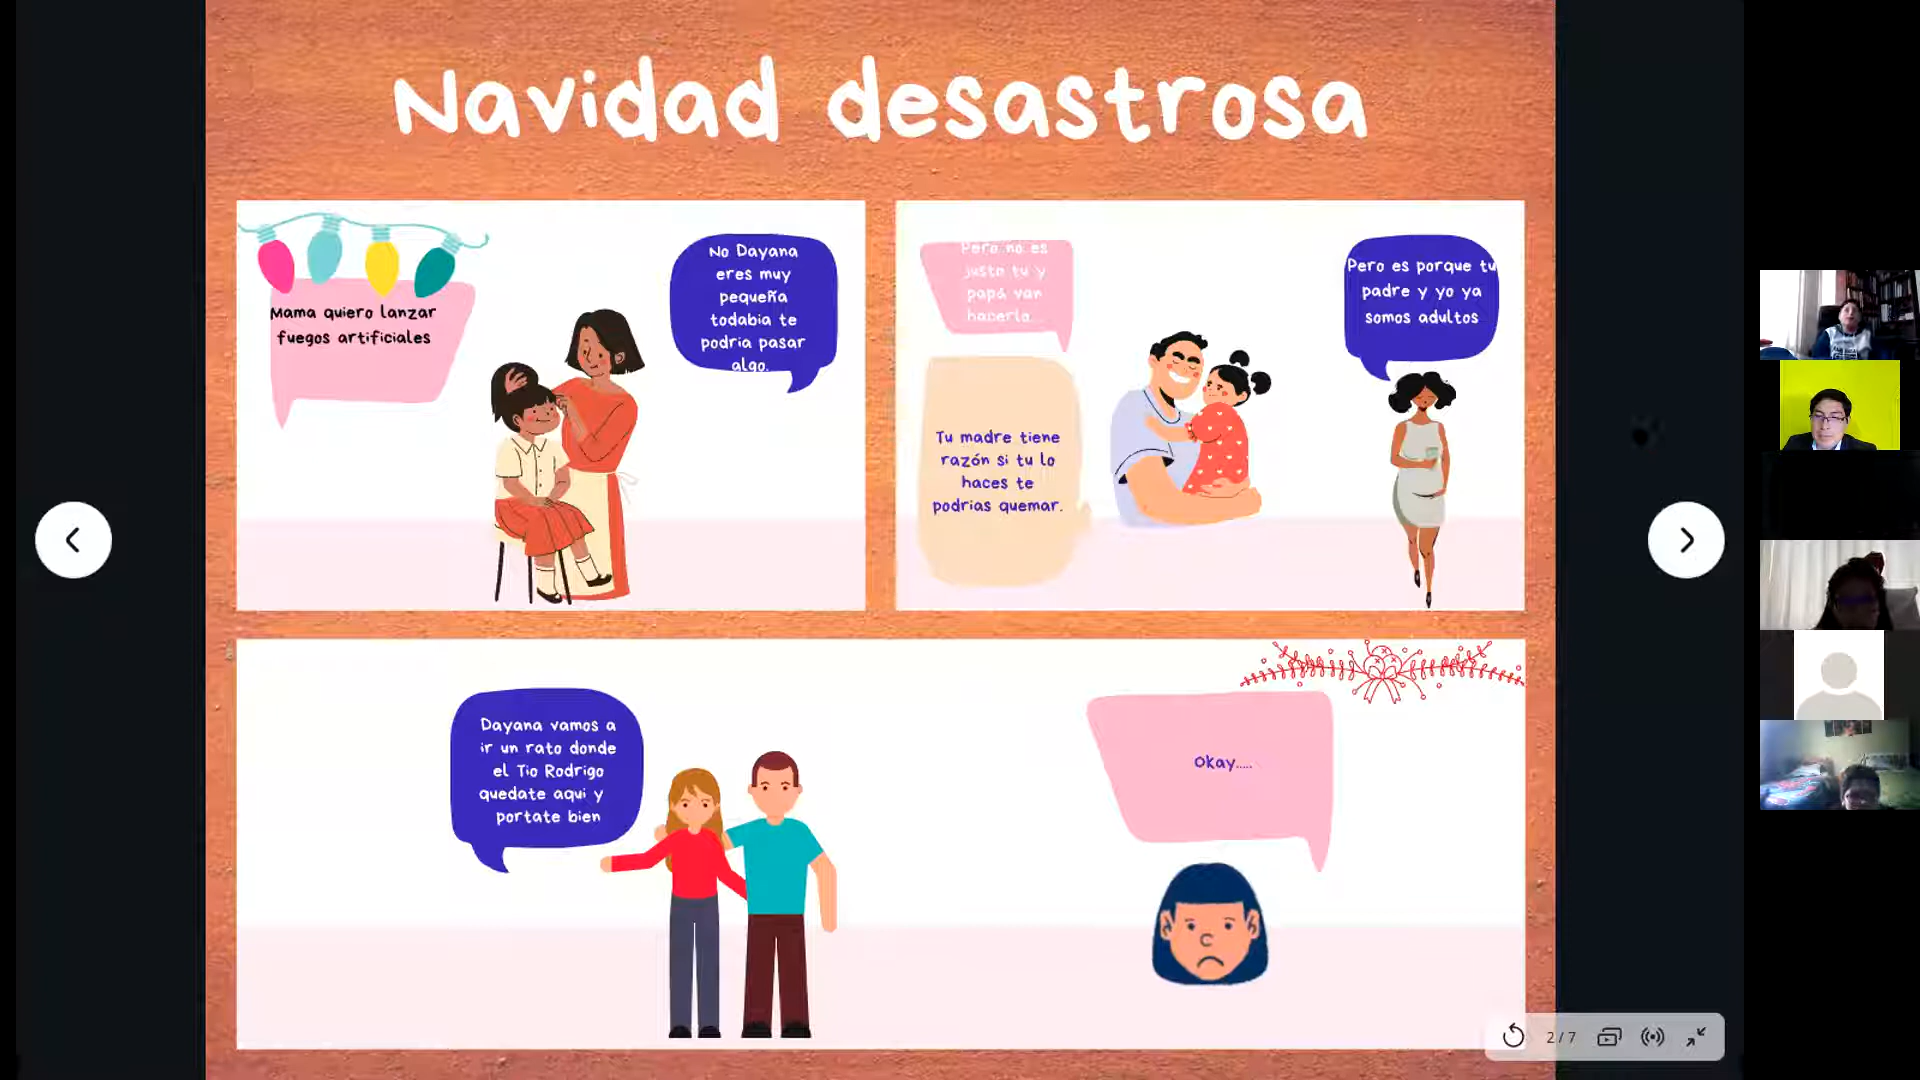 Navidad desastrosa
Mama quiero lanzar
fuegos artificiales
No Dayana
eres muy
pequeña
todabia te
podria pasar
algo.
Pero no es
justo tu y
papá van
hacerlo...
Pero es porque tu
padre y yo ya
somos adultos
Tu madre tiene
razón si tu lo
haces te
podrias quemar.
Dayana vamos a
ir un rato donde
el Tio Rodrigo
quedate aqui y
portate bien
Okay.....
2/7